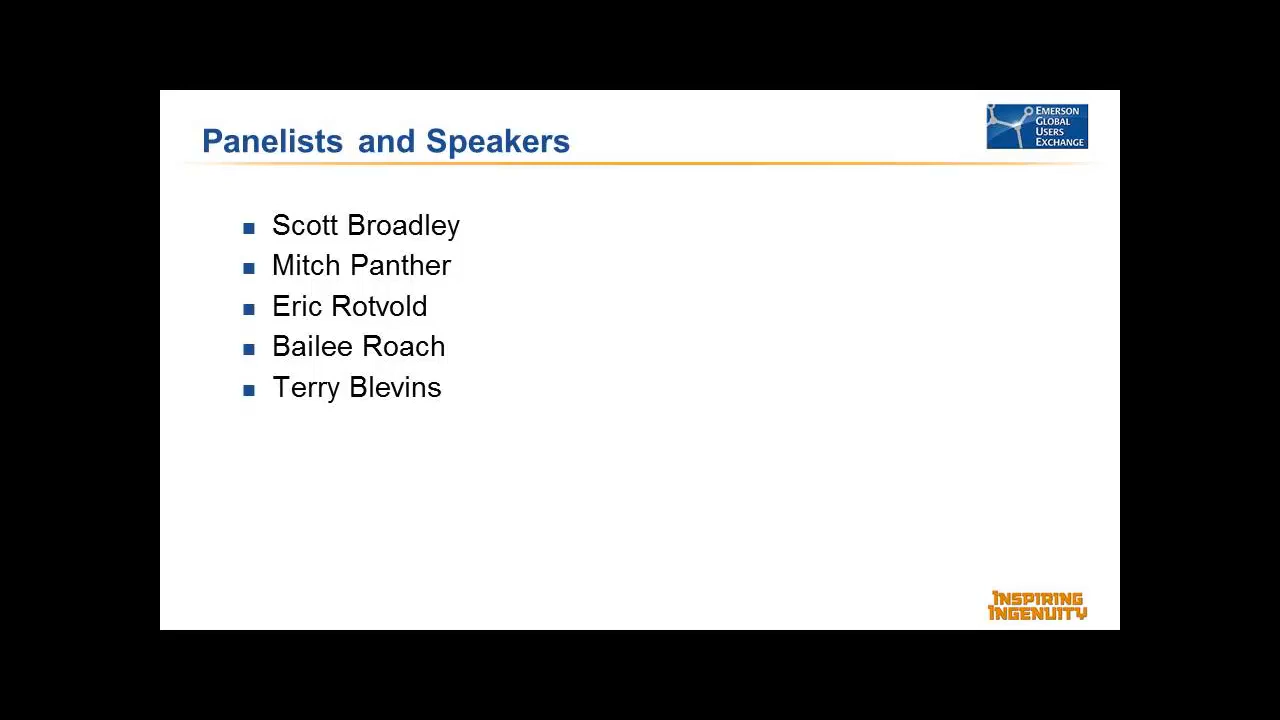 Panelists and Speakers
EMERSON
GLOBAL
USERS
EXCHANGE
Scott Broadley
Mitch Panther
Eric Rotvold
Bailee Roach
Terry Blevins
INSPIRING
INGENUITY